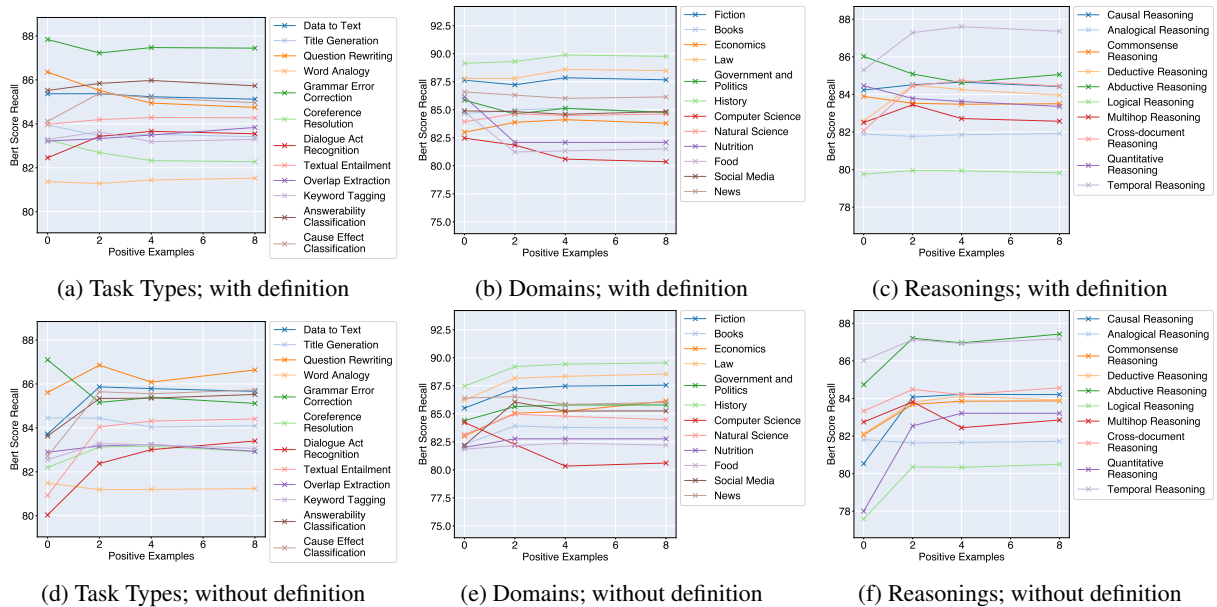 88
86
84
82
80
0
2
4
6
8
Bert Score Recall
Positive Examples
Data to Text
Title Generation
Question Rewriting
Word Analogy
Grammar Error
Correction
Coreference
Resolution
Dialogue Act
Recognition
Textual Entailment
Overlap Extraction
Keyword Tagging
Answerability
Classification
Cause Effect
Classification
(a) Task Types; with definition
92.5
90.0
87.5
85.0
82.5
80.0
77.5
75.0
0
2
4
6
8
Bert Score Recall
Positive Examples
Fiction
Books
Economics
Law
Government and
Politics
History
Computer Science
Natural Science
Nutrition
Food
Social Media
News
(b) Domains; with definition
88
86
84
82
80
78
0
2
4
6
8
Bert Score Recall
Positive Examples
Causal Reasoning
Analogical Reasoning
Commonsense
Reasoning
Deductive Reasoning
Abductive Reasoning
Logical Reasoning
Multihop Reasoning
Cross-document
Reasoning
Quantitative
Reasoning
Temporal Reasoning
(c) Reasonings; with definition
88
86
84
82
80
0
2
4
6
8
Bert Score Recall
Positive Examples
Data to Text
Title Generation
Question Rewriting
Word Analogy
Grammar Error
Correction
Coreference
Resolution
Dialogue Act
Recognition
Textual Entailment
Overlap Extraction
Keyword Tagging
Answerability
Classification
Cause Effect
Classification
(d) Task Types; without definition
92.5
90.0
87.5
85.0
82.5
80.0
77.5
75.0
0
2
4
6
8
Bert Score Recall
Positive Examples
Fiction
Books
Economics
Law
Government and
Politics
History
Computer Science
Natural Science
Nutrition
Food
Social Media
News
(e) Domains; without definition
88
86
84
82
80
78
0
2
4
6
8
Bert Score Recall
Positive Examples
Causal Reasoning
Analogical Reasoning
Commonsense
Reasoning
Deductive Reasoning
Abductive Reasoning
Logical Reasoning
Multihop Reasoning
Cross-document
Reasoning
Quantitative
Reasoning
Temporal Reasoning
(f) Reasonings; without definition